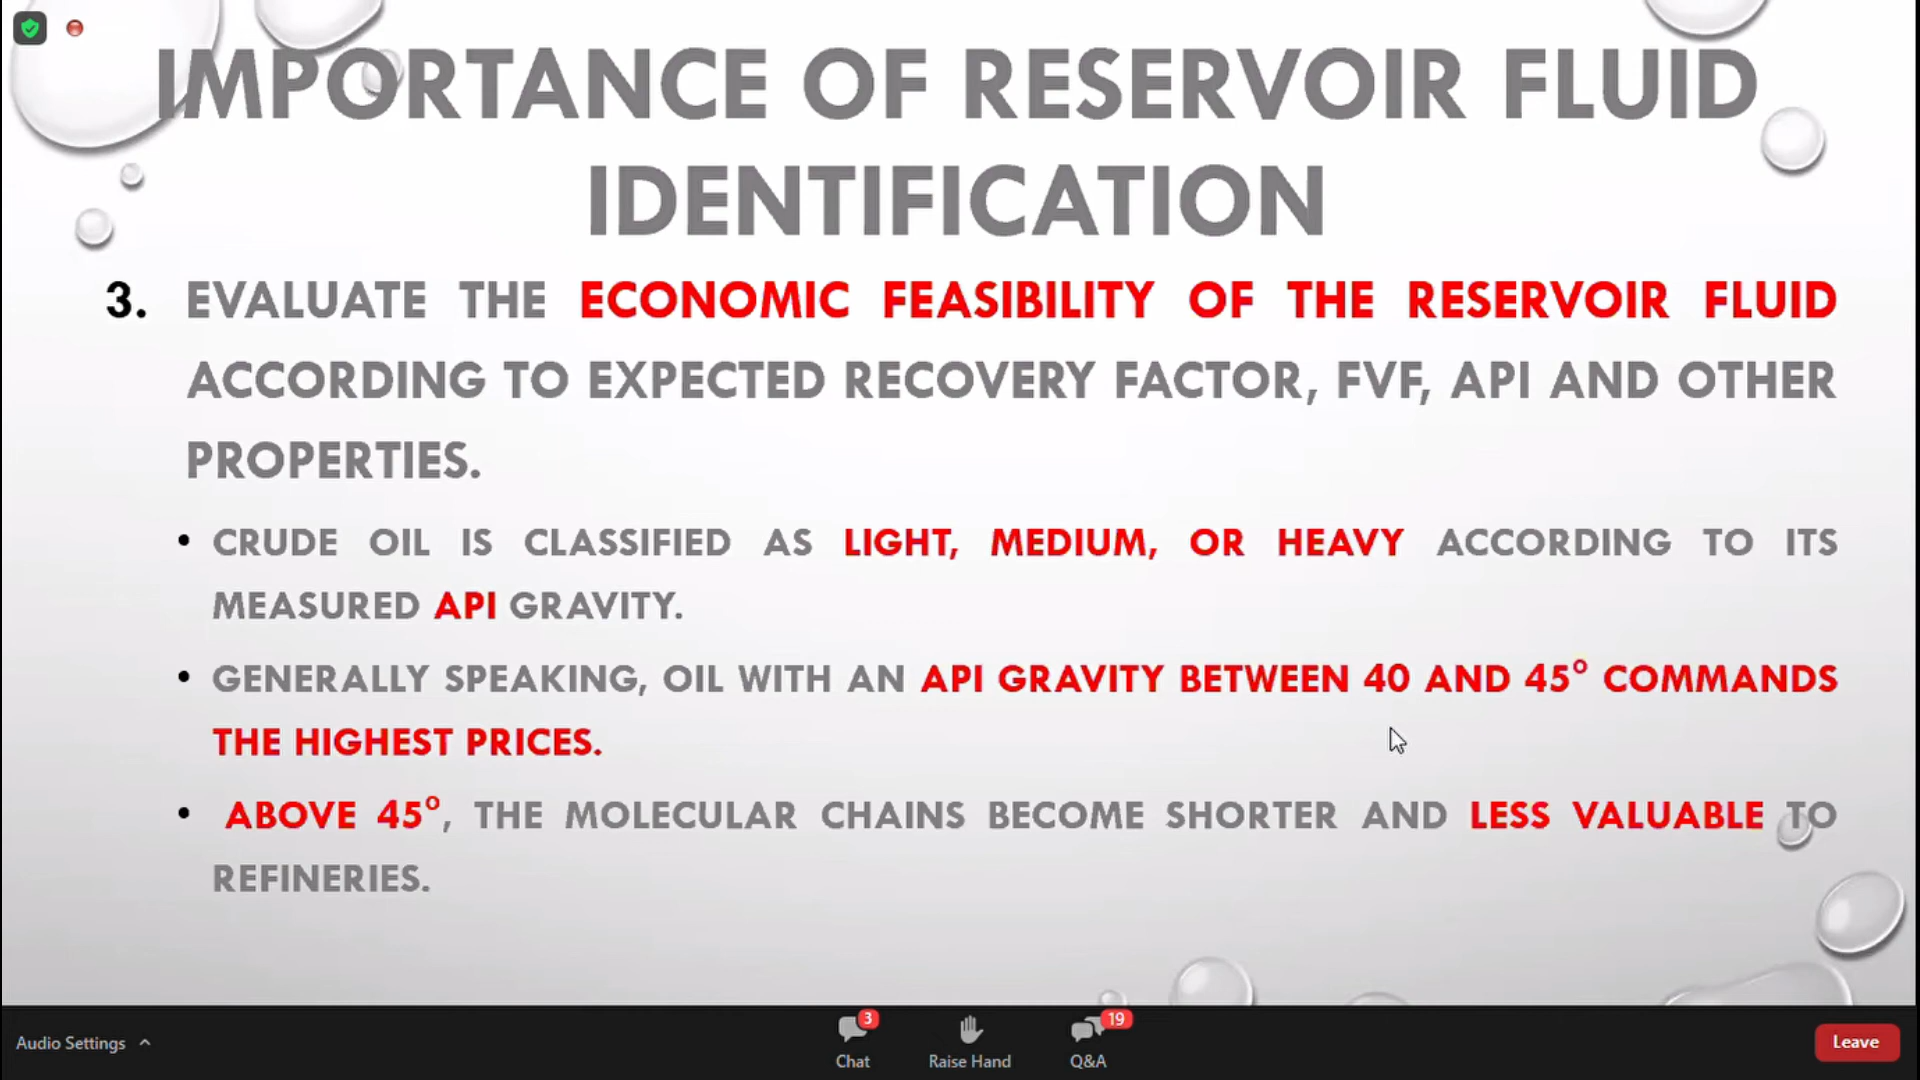 IMPORTANCE OF RESERVOIR FLUID
IDENTIFICATION
3. EVALUATE THE ECONOMIC FEASIBILITY OF THE RESERVOIR FLUID
ACCORDING TO EXPECTED RECOVERY FACTOR, FVF, API AND OTHER
PROPERTIES.
• CRUDE OIL IS CLASSIFIED AS LIGHT, MEDIUM, OR HEAVY ACCORDING TO ITS
MEASURED API GRAVITY.
• GENERALLY SPEAKING, OIL WITH AN API GRAVITY BETWEEN 40 AND 45° COMMANDS
THE HIGHEST PRICES.
• ABOVE 45°, THE MOLECULAR CHAINS BECOME SHORTER AND LESS VALUABLE TO
REFINERIES.
Audio Settings
3
Chat
Raise Hand
19
Q&A
Leave